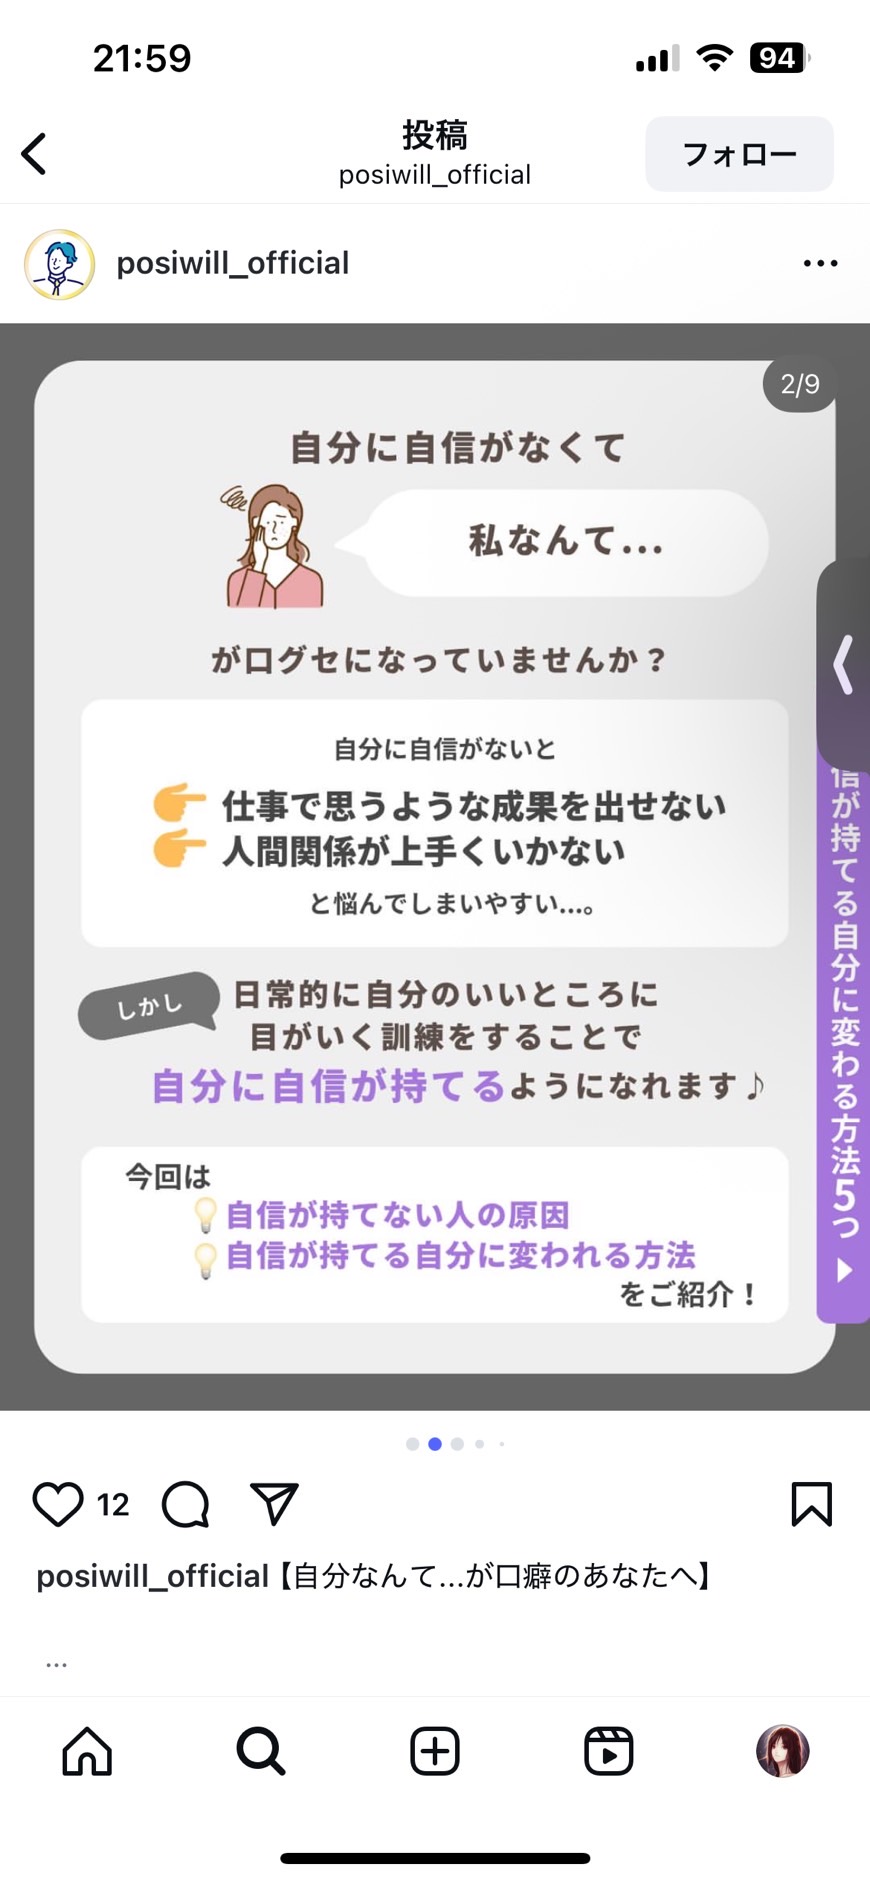 21:59
94
投稿
posiwill_official
フォロー
posiwill_official
2/9
自分に自信がなくて
私なんて...
が口グセになっていませんか？
自分に自信がないと
仕事で思うような成果を出せない
人間関係が上手くいかない
と悩んでしまいやすい...。
しかし
日常的に自分のいいところに
目がいく訓練をすることで
自分に自信が持てるようになれます♪
今回は
自信が持てない人の原因
自信が持てる自分に変われる方法
をご紹介！
信が持てる自分に変わる方法5つ
12
posiwill_official【自分なんて...が口癖のあなたへ】
...